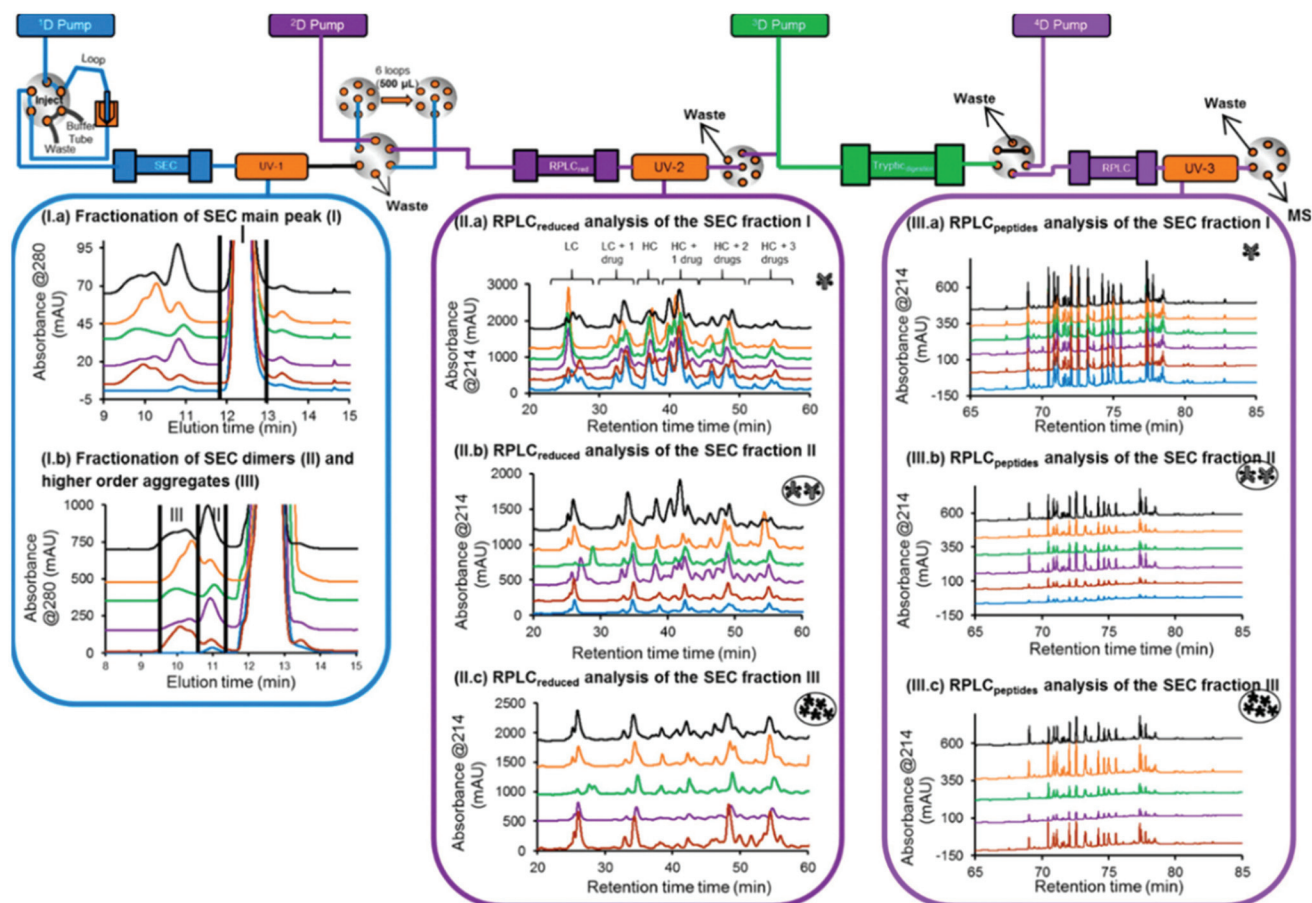 ¹D Pump
²D Pump
³D Pump
⁴D Pump
Loop
Inject
Buffer
Tube
Waste
6 loops
(500 µL)
Waste
Waste
Waste
Waste
MS
SEC
UV-1
RPLCred
UV-2
Tryptic digestion
RPLC
UV-3
(I.a) Fractionation of SEC main peak (I)
I
Absorbance @280
(mAU)
95
70
45
20
-5
9 10 11 12 13 14 15
Elution time (min)
(I.b) Fractionation of SEC dimers (II) and
higher order aggregates (III)
III II
Absorbance
@280 (mAU)
1000
750
500
250
0
8 9 10 11 12 13 14 15
Elution time (min)
(II.a) RPLCreduced analysis of the SEC fraction I
LC
LC + 1
drug
HC
HC +
1 drug
HC + 2
drugs
HC + 3
drugs
Absorbance
@214 (mAU)
3000
2000
1000
0
20 30 40 50 60
Retention time (min)
(II.b) RPLCreduced analysis of the SEC fraction II
Absorbance @214
(mAU)
2000
1500
1000
500
0
20 30 40 50 60
Retention time time (min)
(II.c) RPLCreduced analysis of the SEC fraction III
Absorbance @214
(mAU)
2500
2000
1500
1000
500
0
20 30 40 50 60
Retention time time (min)
(III.a) RPLCpeptides analysis of SEC fraction I
Absorbance @214
(mAU)
600
350
100
-150
65 70 75 80 85
Retention time (min)
(III.b) RPLCpeptides analysis of the SEC fraction II
Absorbance @214
(mAU)
600
350
100
-150
65 70 75 80 85
Retention time (min)
(III.c) RPLCpeptides analysis of the SEC fraction III
Absorbance @214
(mAU)
600
350
100
-150
65 70 75 80 85
Retention time (min)